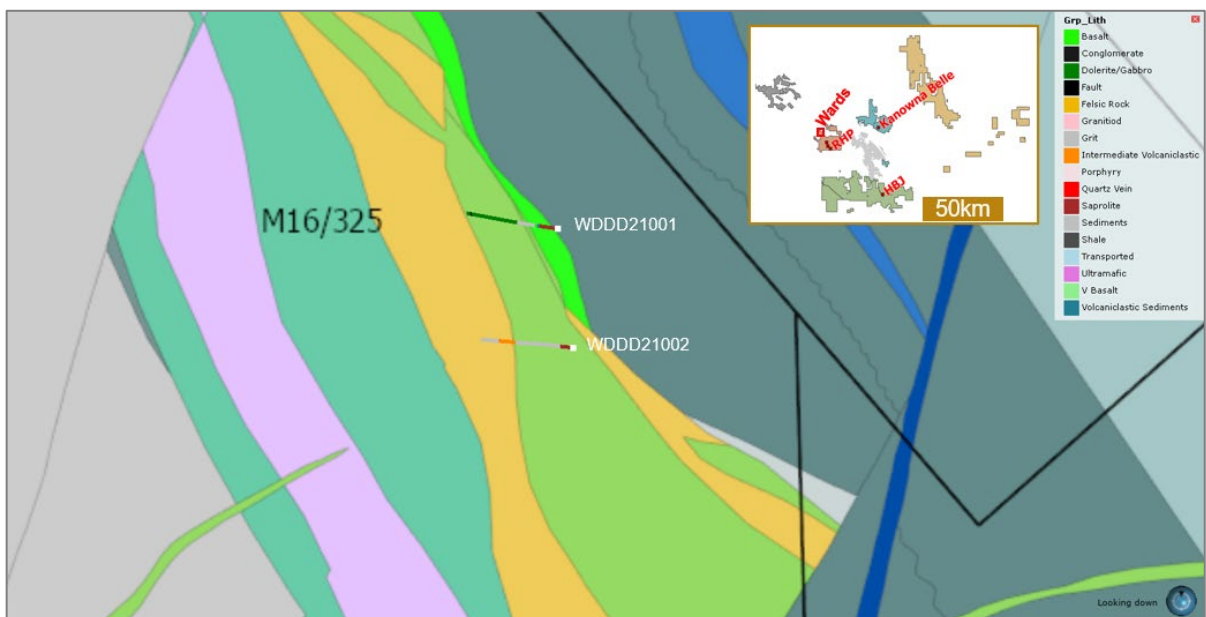 M16/325
WDDD21001
WDDD21002
Wards
RHP
Kanowna Belle
HBJ
50km
Grp_Lith
Basalt
Conglomerate
Dolerite/Gabbro
Fault
Felsic Rock
Granitiod
Grit
Intermediate Volcaniclastic
Porphyry
Quartz Vein
Saprolite
Sediments
Shale
Transported
Ultramafic
V Basalt
Volcaniclastic Sediments
Looking down